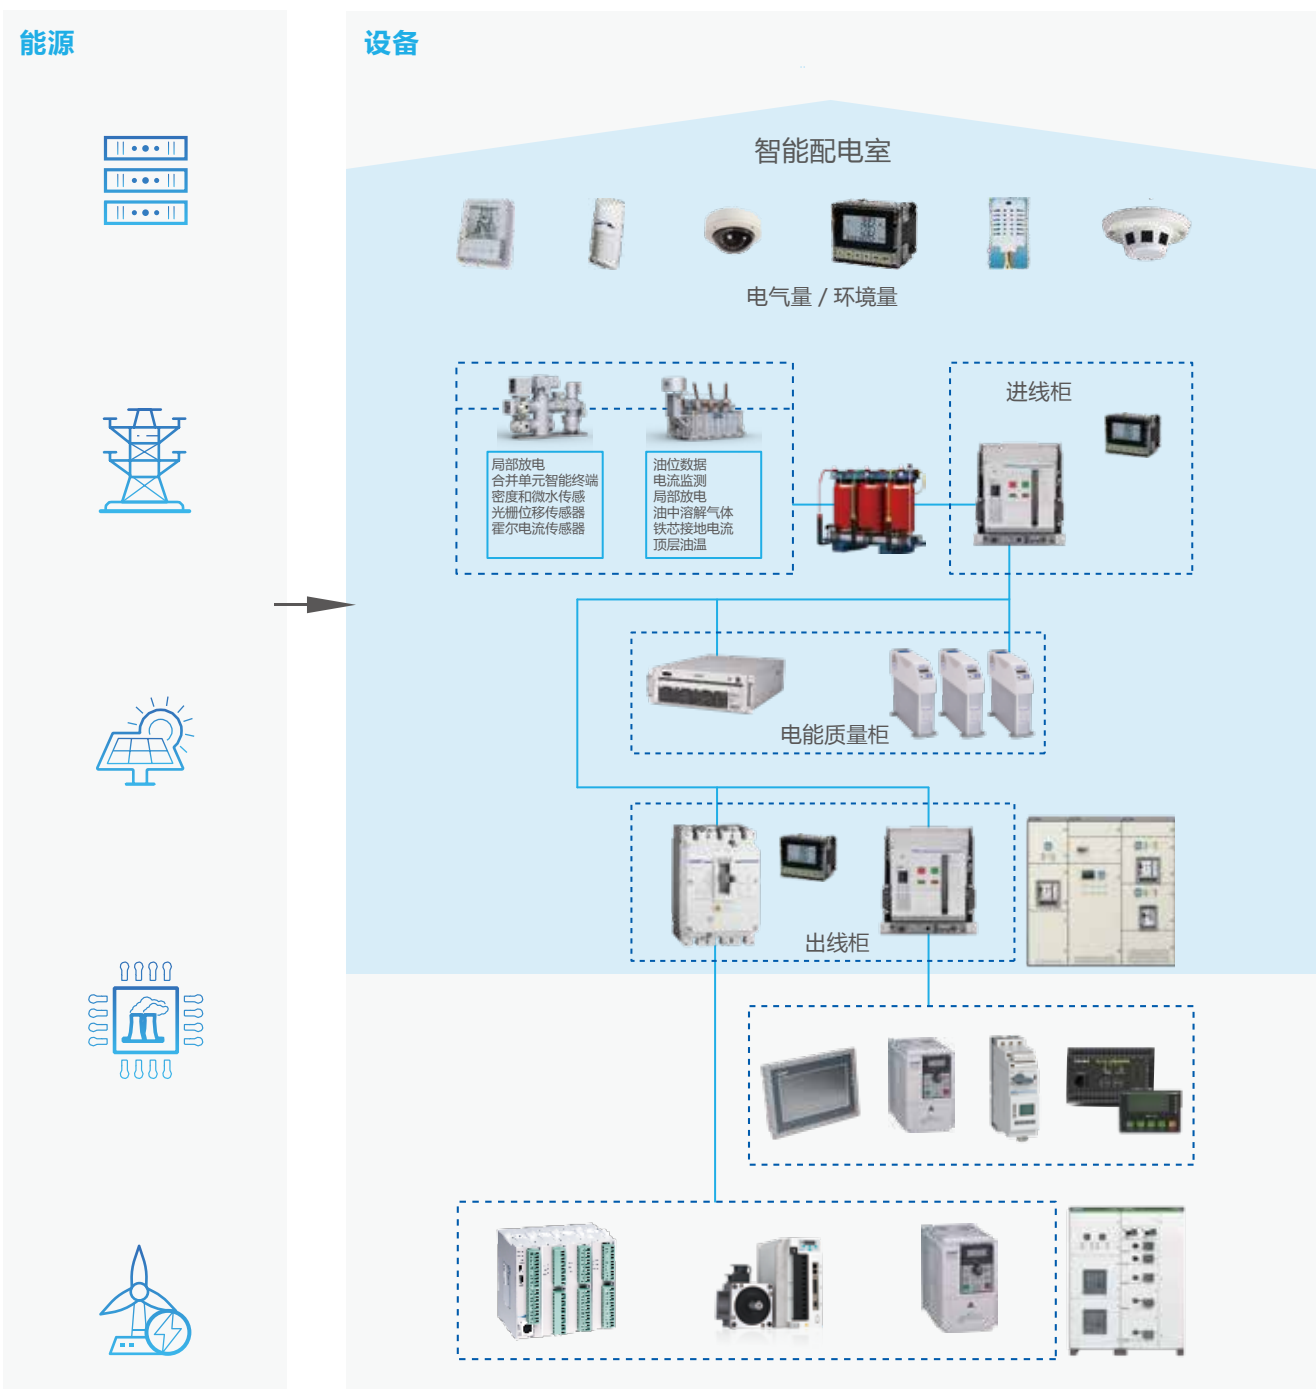 能源
设备
智能配电室
电气量 / 环境量
进线柜
局部放电
合并单元智能终端
密度和微水传感
光栅位移传感器
霍尔电流传感器
油位数据
电流监测
局部放电
油中溶解气体
铁芯接地电流
顶层油温
电能质量柜
出线柜